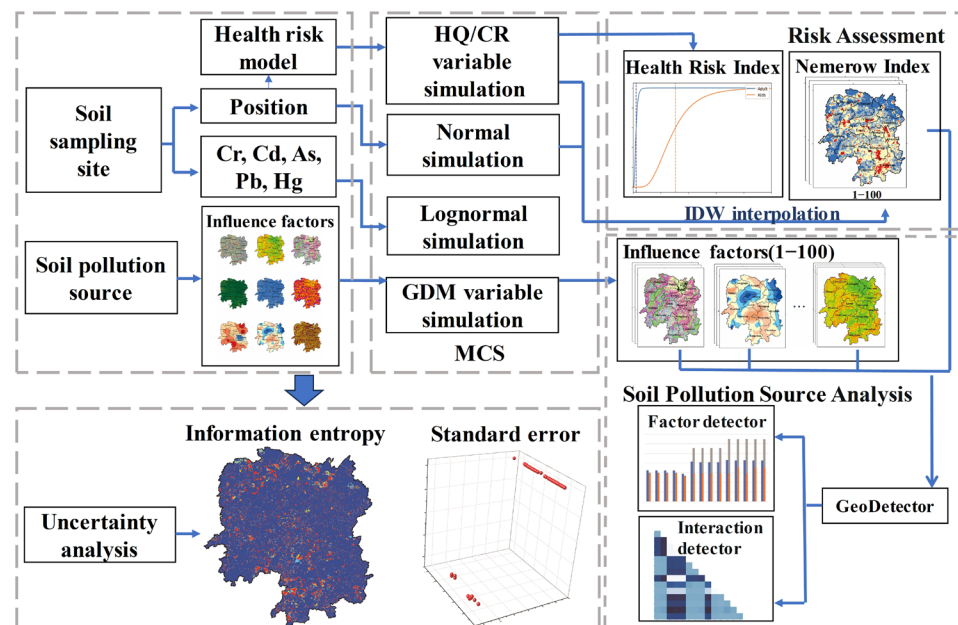 Soil
sampling
site
Soil pollution
source
Health risk
model
Position
Cr, Cd, As,
Pb, Hg
Influence factors
HQ/CR
variable
simulation
Normal
simulation
Lognormal
simulation
GDM variable
simulation
MCS
Risk Assessment
Health Risk Index
Adult
Kids
Nemerow Index
1−100
IDW interpolation
Influence factors(1−100)
...
Soil Pollution Source Analysis
Factor detector
GeoDetector
Interaction
detector
Uncertainty
analysis
Information entropy
Standard error